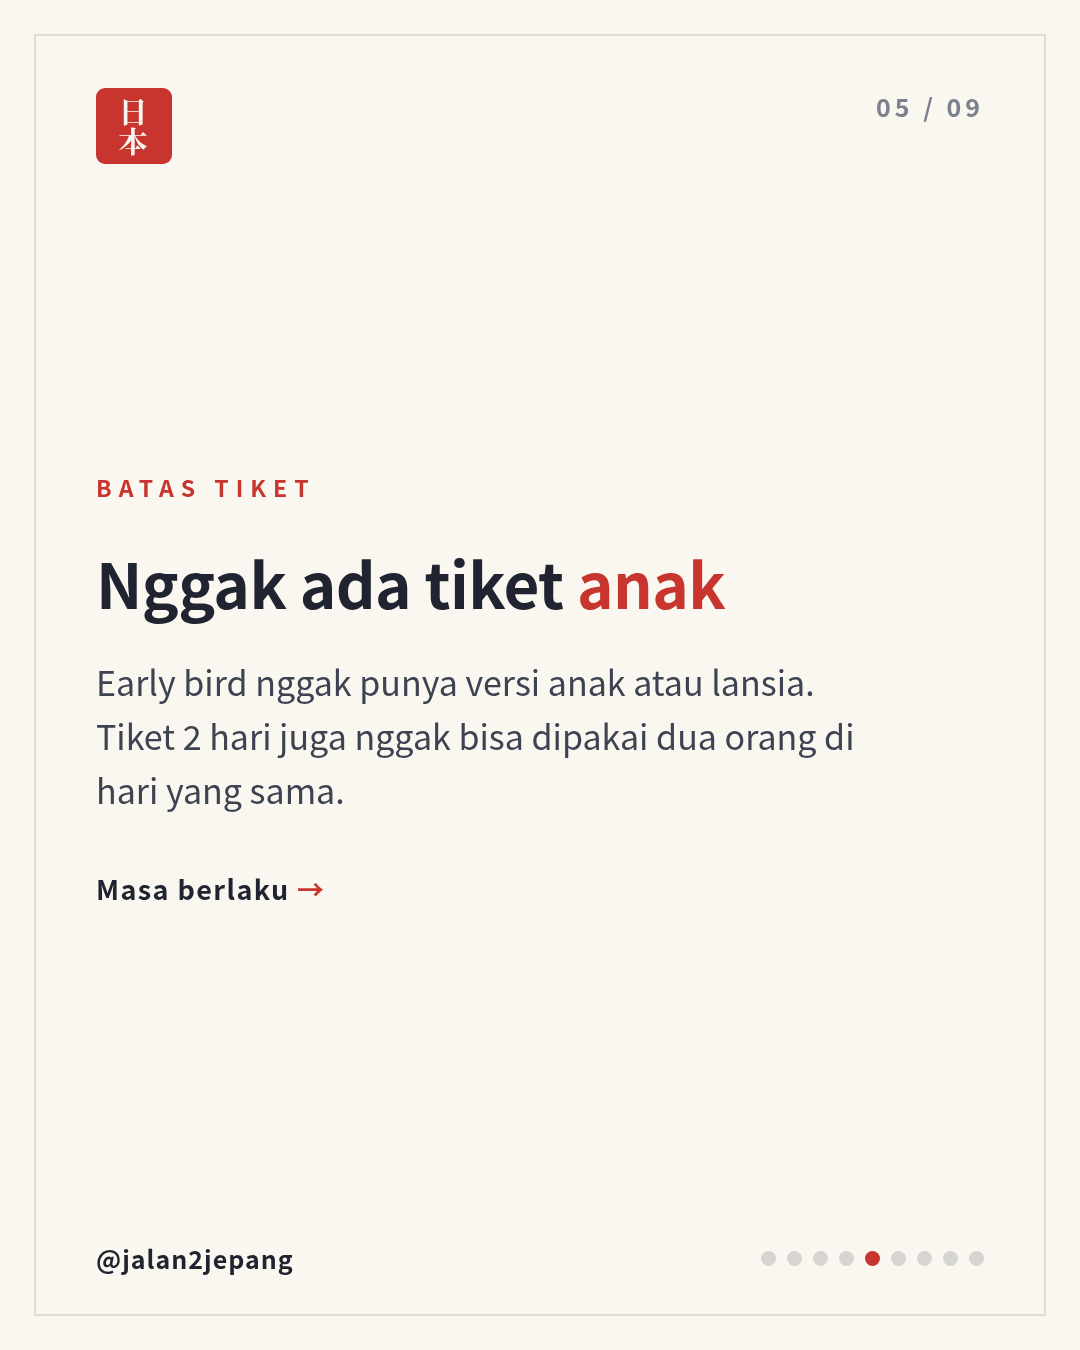 日本
05 / 09
BATAS TIKET
Nggak ada tiket anak
Early bird nggak punya versi anak atau lansia.
Tiket 2 hari juga nggak bisa dipakai dua orang di
hari yang sama.
Masa berlaku →
@jalan2jepang